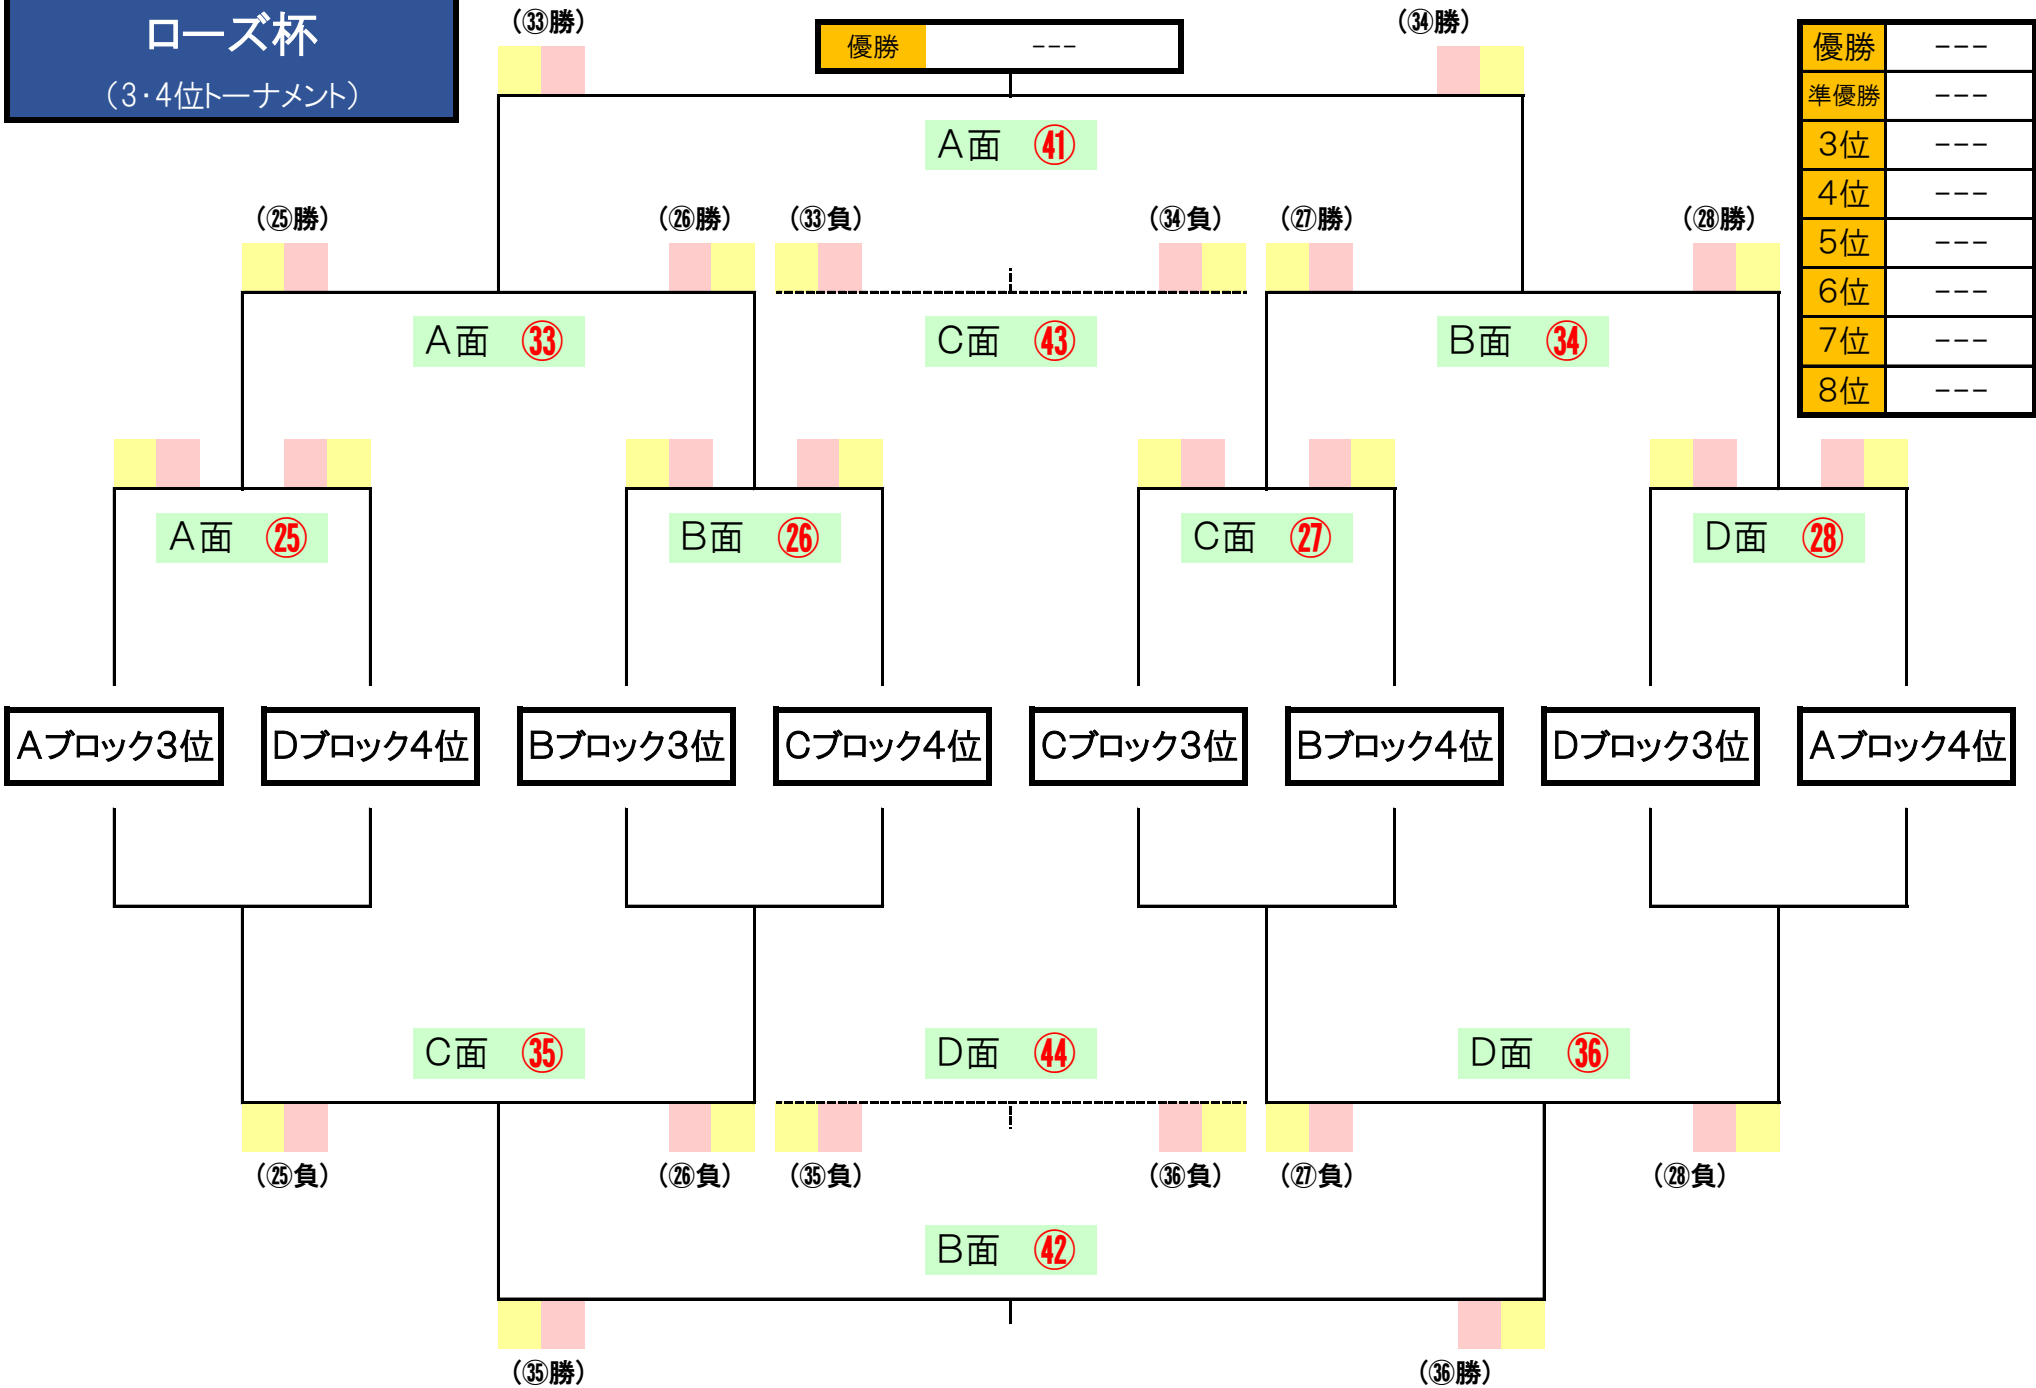 ローズ杯
（3・4位トーナメント）
優勝　---
優勝　---
準優勝　---
3位　---
4位　---
5位　---
6位　---
7位　---
8位　---
（㉝勝）　（㉞勝）
A面　㊶
（㉕勝）　（㉖勝）　（㉝負）　（㉞負）　（㉗勝）　（㉘勝）
A面　㉝　C面　㊸　B面　㉞
A面　㉕　B面　㉖　C面　㉗　D面　㉘
Aブロック3位　Dブロック4位　Bブロック3位　Cブロック4位　Cブロック3位　Bブロック4位　Dブロック3位　Aブロック4位
C面　㉟　D面　㊹　D面　㊱
（㉕負）　（㉖負）　（㉟負）　（㊱負）　（㉗負）　（㉘負）
B面　㊷
（㉟勝）　（㊱勝）